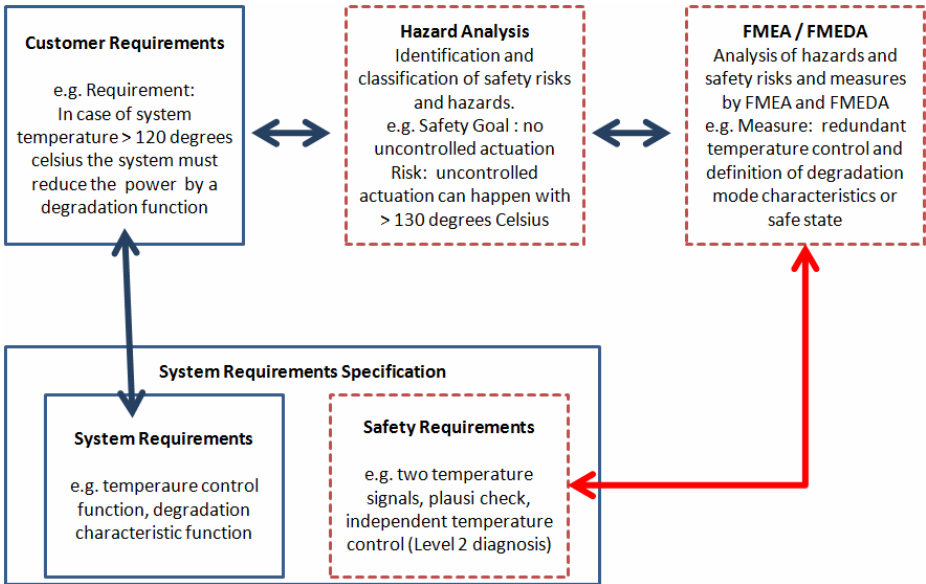 Customer Requirements
e.g. Requirement:
In case of system
temperature > 120 degrees
celsius the system must
reduce the  power  by a
degradation function
Hazard Analysis
Identification and
classification of safety risks
and hazards.
e.g. Safety Goal : no
uncontrolled actuation
Risk:  uncontrolled
actuation can happen with
> 130 degrees Celsius
FMEA / FMEDA
Analysis of hazards and
safety risks and measures
by FMEA and FMEDA
e.g. Measure:  redundant
temperature control and
definition of degradation
mode characteristics or
safe state
System Requirements Specification
System Requirements
e.g. temperaure control
function, degradation
characteristic function
Safety Requirements
e.g. two temperature
signals, plausi check,
independent temperature
control (Level 2 diagnosis)